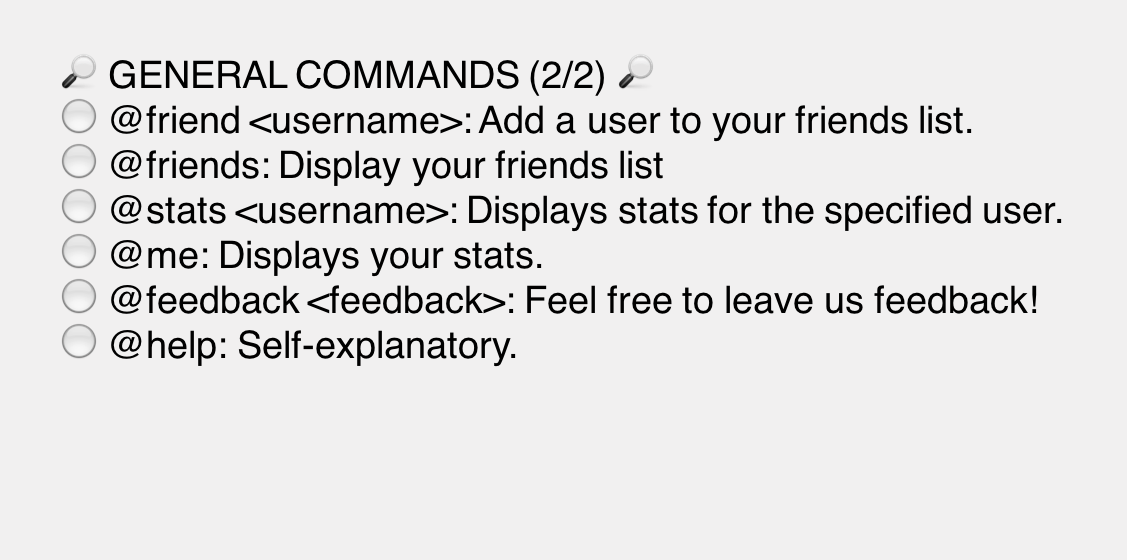 🔎 GENERAL COMMANDS (2/2) 🔎
⚪ @friend <username>: Add a user to your friends list.
⚪ @friends: Display your friends list
⚪ @stats <username>: Displays stats for the specified user.
⚪ @me: Displays your stats.
⚪ @feedback <feedback>: Feel free to leave us feedback!
⚪ @help: Self-explanatory.